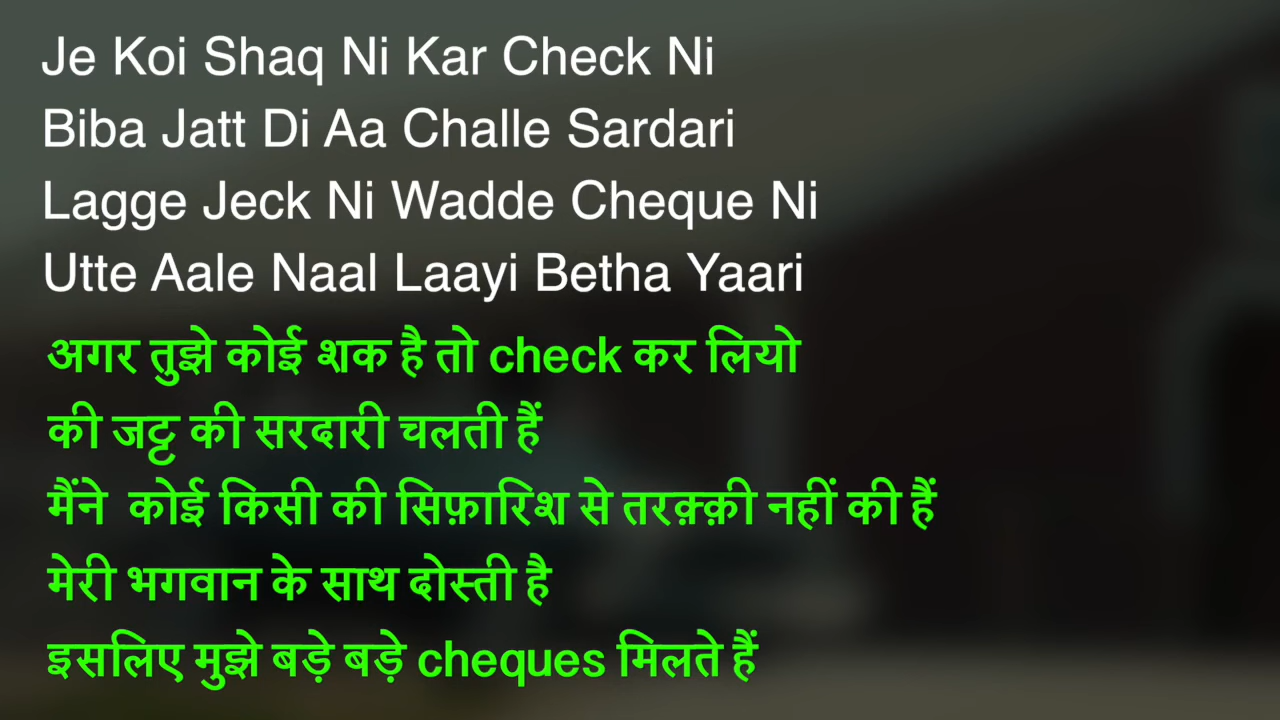 Je Koi Shaq Ni Kar Check Ni
Biba Jatt Di Aa Challe Sardari
Lagge Jeck Ni Wadde Cheque Ni
Utte Aale Naal Laayi Betha Yaari
अगर तुझे कोई शक है तो check कर लियो
की जट्ट की सरदारी चलती हैं
मैंने कोई किसी की सिफ़ारिश से तरक़्क़ी नहीं की हैं
मेरी भगवान के साथ दोस्ती है
इसलिए मुझे बड़े बड़े cheques मिलते हैं